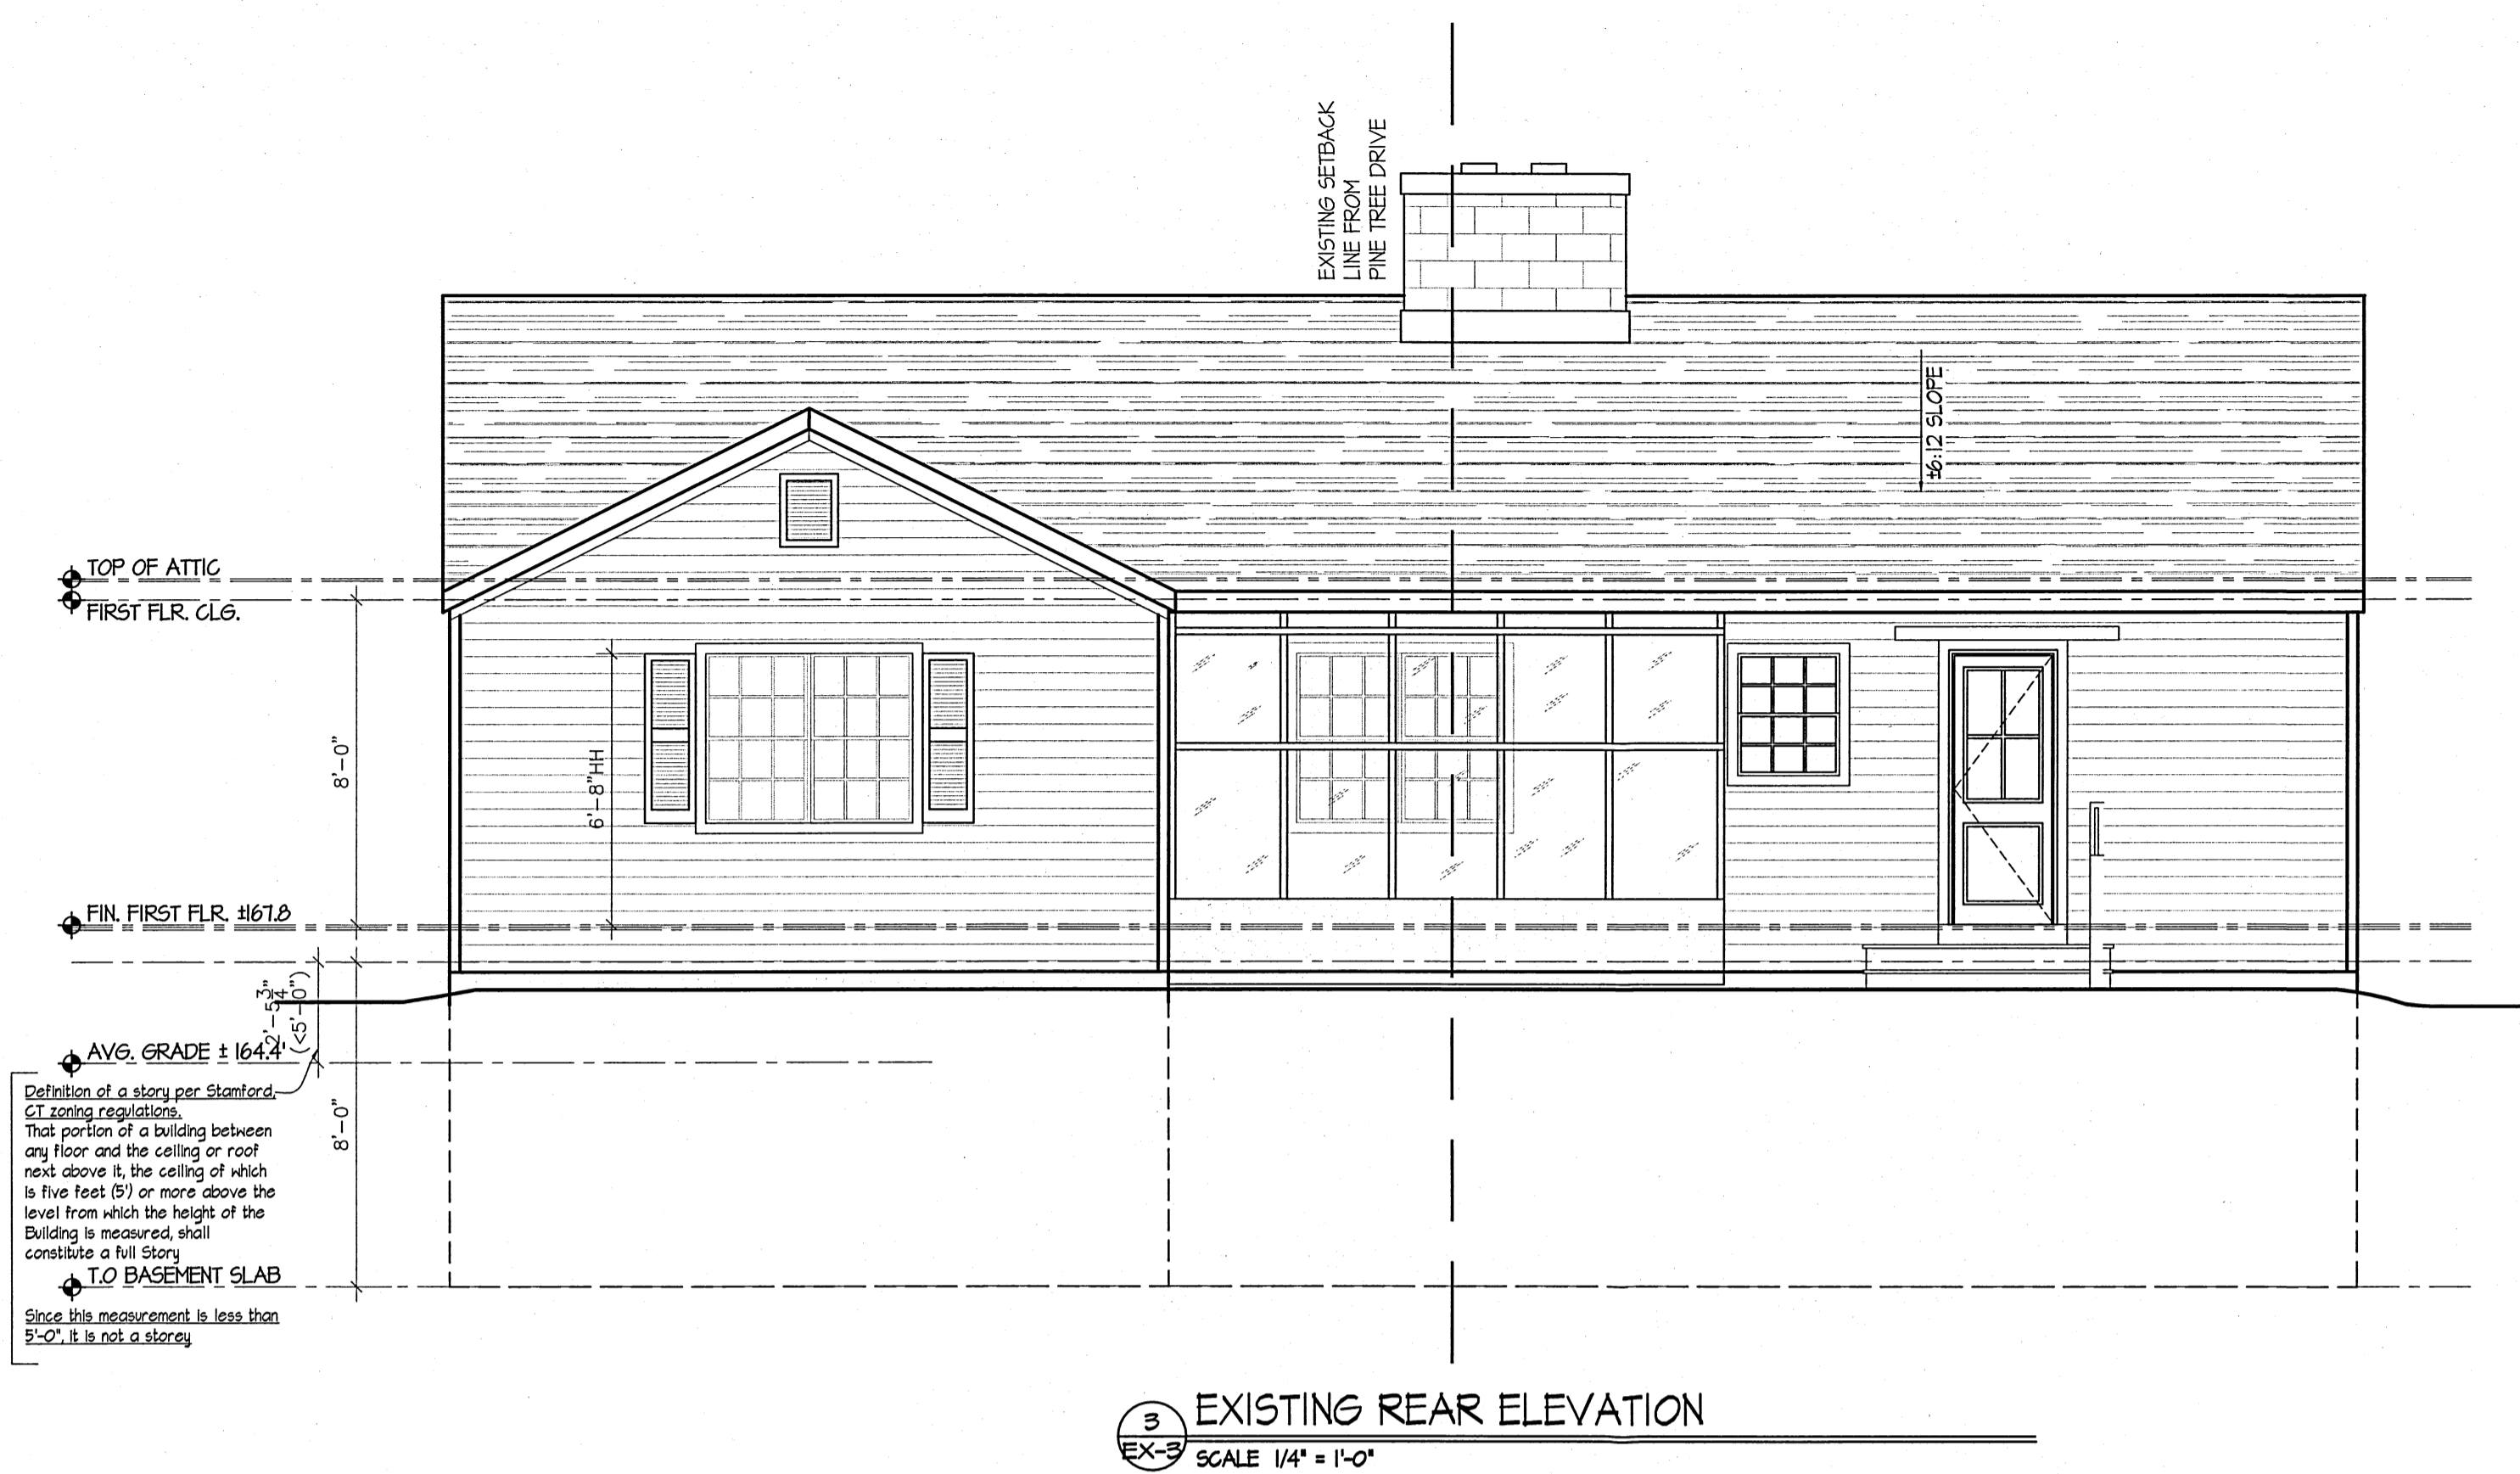 EXISTING SETBACK
LINE FROM
PINE TREE DRIVE
±6:12 SLOPE
TOP OF ATTIC
FIRST FLR. CLG.
8'-0"
6'-8"HH
FIN. FIRST FLR. ±167.8
2'-5 3/4"
(<5'-0")
AVG. GRADE ± 164.4'
Definition of a story per Stamford,
CT zoning regulations.
That portion of a building between
any floor and the ceiling or roof
next above it, the ceiling of which
is five feet (5') or more above the
level from which the height of the
Building is measured, shall
constitute a full Story
8'-0"
T.O BASEMENT SLAB
Since this measurement is less than
5'-0", it is not a storey
3
EX-3
EXISTING REAR ELEVATION
SCALE 1/4" = 1'-0"